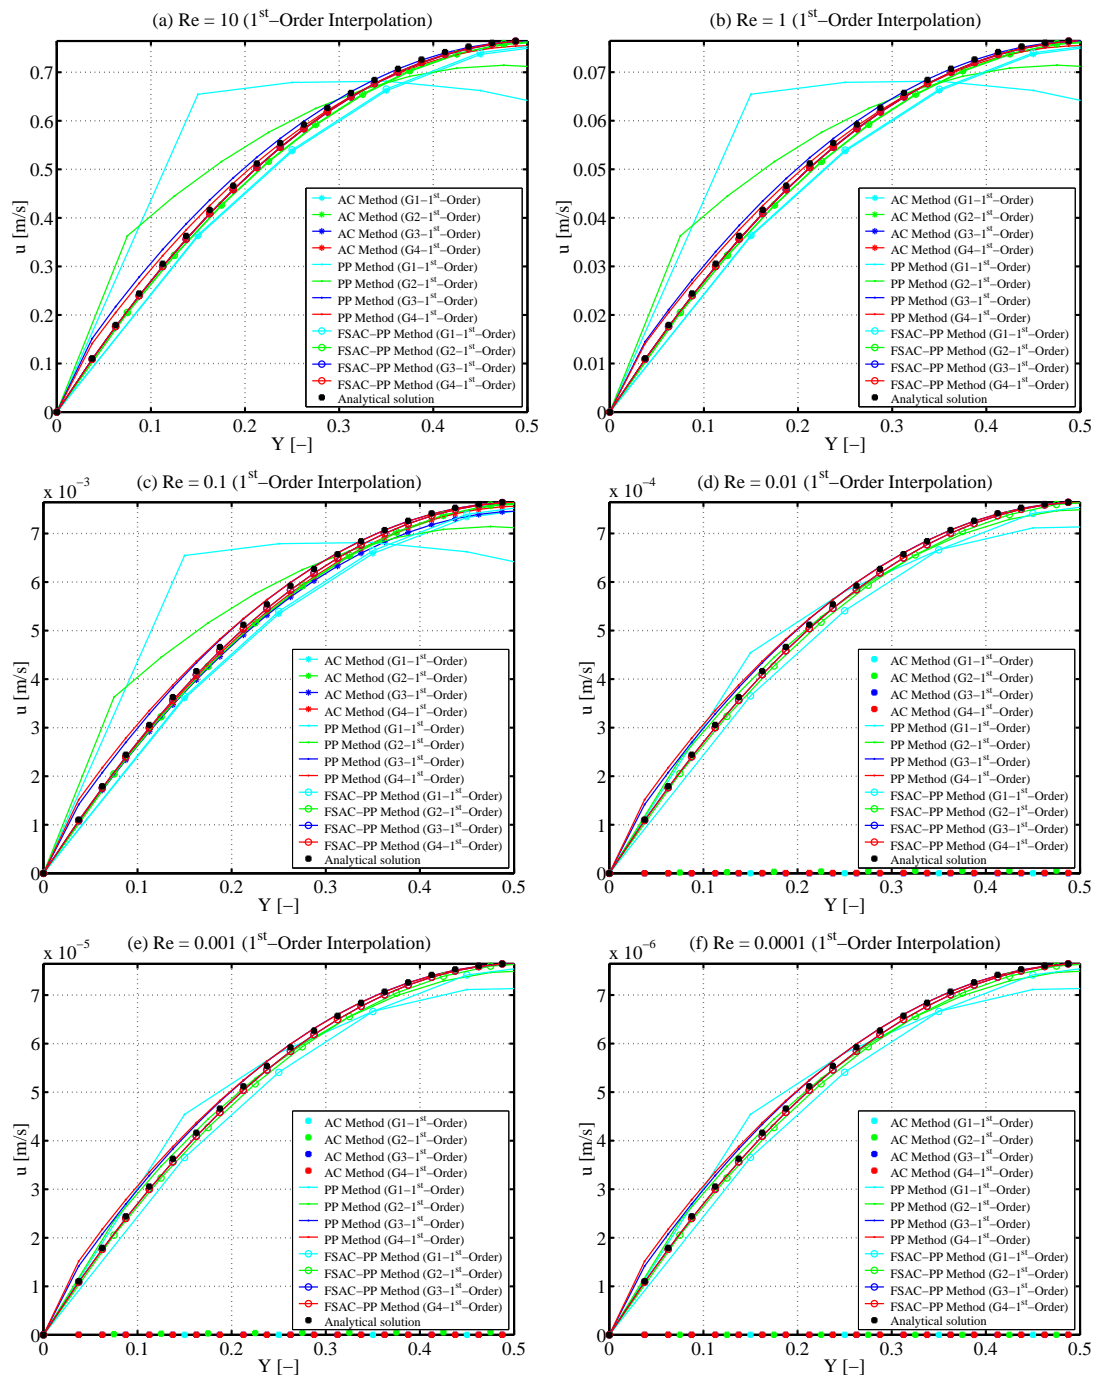 (a) Re = 10 (1st–Order Interpolation)
0.7
0.6
0.5
0.4
0.3
0.2
0.1
0
u [m/s]
AC Method (G1–1st–Order)
AC Method (G2–1st–Order)
AC Method (G3–1st–Order)
AC Method (G4–1st–Order)
PP Method (G1–1st–Order)
PP Method (G2–1st–Order)
PP Method (G3–1st–Order)
PP Method (G4–1st–Order)
FSAC–PP Method (G1–1st–Order)
FSAC–PP Method (G2–1st–Order)
FSAC–PP Method (G3–1st–Order)
FSAC–PP Method (G4–1st–Order)
Analytical solution
0 0.1 0.2 0.3 0.4 0.5
Y [–]
(b) Re = 1 (1st–Order Interpolation)
0.07
0.06
0.05
0.04
0.03
0.02
0.01
0
u [m/s]
AC Method (G1–1st–Order)
AC Method (G2–1st–Order)
AC Method (G3–1st–Order)
AC Method (G4–1st–Order)
PP Method (G1–1st–Order)
PP Method (G2–1st–Order)
PP Method (G3–1st–Order)
PP Method (G4–1st–Order)
FSAC–PP Method (G1–1st–Order)
FSAC–PP Method (G2–1st–Order)
FSAC–PP Method (G3–1st–Order)
FSAC–PP Method (G4–1st–Order)
Analytical solution
0 0.1 0.2 0.3 0.4 0.5
Y [–]
(c) Re = 0.1 (1st–Order Interpolation)
x 10–3
7
6
5
4
3
2
1
0
u [m/s]
AC Method (G1–1st–Order)
AC Method (G2–1st–Order)
AC Method (G3–1st–Order)
AC Method (G4–1st–Order)
PP Method (G1–1st–Order)
PP Method (G2–1st–Order)
PP Method (G3–1st–Order)
PP Method (G4–1st–Order)
FSAC–PP Method (G1–1st–Order)
FSAC–PP Method (G2–1st–Order)
FSAC–PP Method (G3–1st–Order)
FSAC–PP Method (G4–1st–Order)
Analytical solution
0 0.1 0.2 0.3 0.4 0.5
Y [–]
(d) Re = 0.01 (1st–Order Interpolation)
x 10–4
7
6
5
4
3
2
1
0
u [m/s]
AC Method (G1–1st–Order)
AC Method (G2–1st–Order)
AC Method (G3–1st–Order)
AC Method (G4–1st–Order)
PP Method (G1–1st–Order)
PP Method (G2–1st–Order)
PP Method (G3–1st–Order)
PP Method (G4–1st–Order)
FSAC–PP Method (G1–1st–Order)
FSAC–PP Method (G2–1st–Order)
FSAC–PP Method (G3–1st–Order)
FSAC–PP Method (G4–1st–Order)
Analytical solution
0 0.1 0.2 0.3 0.4 0.5
Y [–]
(e) Re = 0.001 (1st–Order Interpolation)
x 10–5
7
6
5
4
3
2
1
0
u [m/s]
AC Method (G1–1st–Order)
AC Method (G2–1st–Order)
AC Method (G3–1st–Order)
AC Method (G4–1st–Order)
PP Method (G1–1st–Order)
PP Method (G2–1st–Order)
PP Method (G3–1st–Order)
PP Method (G4–1st–Order)
FSAC–PP Method (G1–1st–Order)
FSAC–PP Method (G2–1st–Order)
FSAC–PP Method (G3–1st–Order)
FSAC–PP Method (G4–1st–Order)
Analytical solution
0 0.1 0.2 0.3 0.4 0.5
Y [–]
(f) Re = 0.0001 (1st–Order Interpolation)
x 10–6
7
6
5
4
3
2
1
0
u [m/s]
AC Method (G1–1st–Order)
AC Method (G2–1st–Order)
AC Method (G3–1st–Order)
AC Method (G4–1st–Order)
PP Method (G1–1st–Order)
PP Method (G2–1st–Order)
PP Method (G3–1st–Order)
PP Method (G4–1st–Order)
FSAC–PP Method (G1–1st–Order)
FSAC–PP Method (G2–1st–Order)
FSAC–PP Method (G3–1st–Order)
FSAC–PP Method (G4–1st–Order)
Analytical solution
0 0.1 0.2 0.3 0.4 0.5
Y [–]